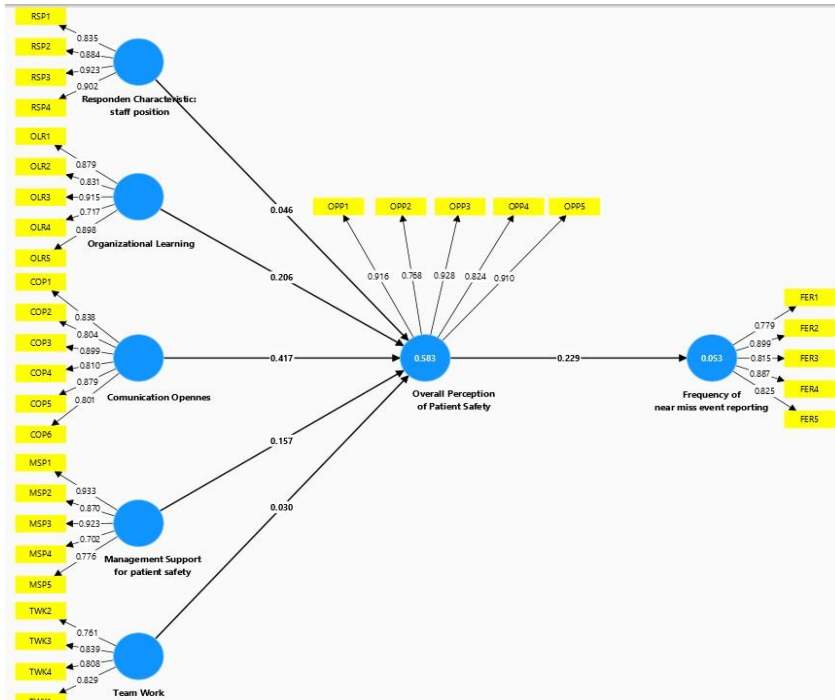 RSP1
0.835
RSP2
0.884
RSP3
0.923
0.902
RSP4
Responden Characteristic:
staff position
OLR1
0.879
OLR2
0.831
OLR3
0.915
0.717
OLR4
0.898
OLR5
Organizational Learning
COP1
0.838
COP2
0.804
COP3
0.899
COP4
0.810
0.879
COP5
0.801
COP6
Comunication Opennes
MSP1
0.933
MSP2
0.870
MSP3
0.923
0.702
MSP4
0.776
MSP5
Management Support
for patient safety
TWK2
0.761
TWK3
0.839
0.808
TWK4
0.829
Team Work
0.046
0.206
0.417
0.157
0.030
OPP1 OPP2 OPP3 OPP4 OPP5
0.916 0.768 0.928 0.824 0.910
0.583
Overall Perception
of Patient Safety
0.229
0.053
Frequency of
near miss event reporting
FER1
0.779
FER2
0.899
0.815
FER3
0.887
FER4
0.825
FER5